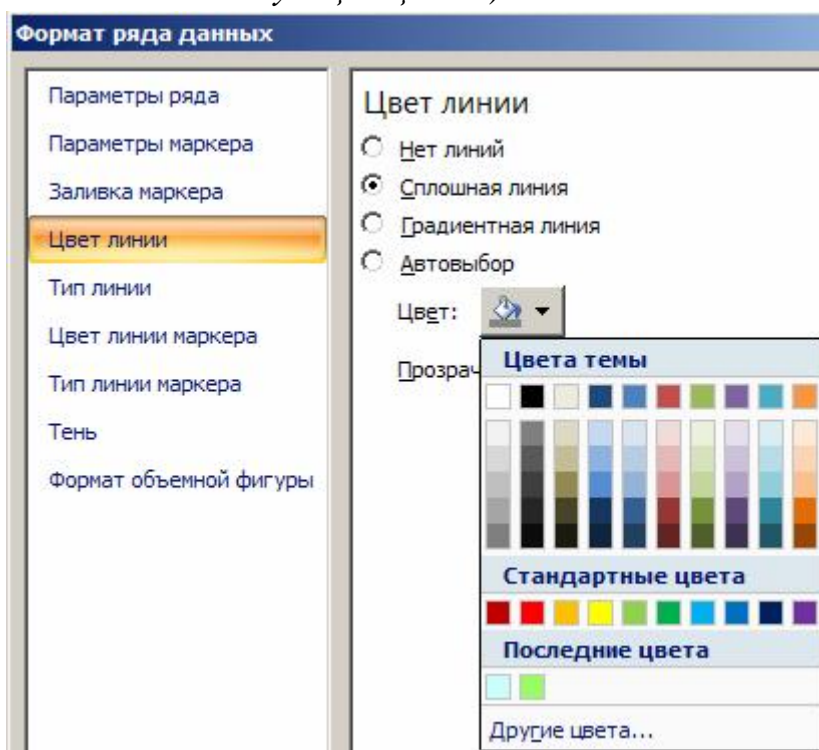 Формат ряда данных
Параметры ряда
Параметры маркера
Заливка маркера
Цвет линии
Тип линии
Цвет линии маркера
Тип линии маркера
Тень
Формат объемной фигуры
Цвет линии
Нет линий
Сплошная линия
Градиентная линия
Автовыбор
Цвет:
Прозрач
Цвета темы
Стандартные цвета
Последние цвета
Другие цвета...